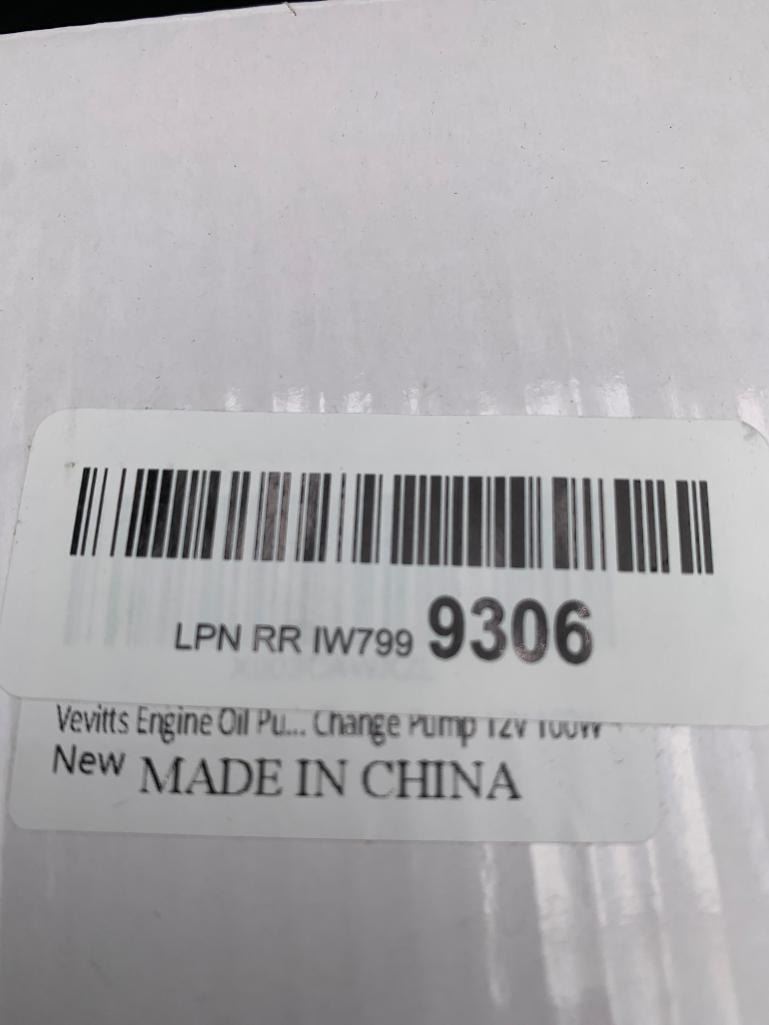 LPN RR IW799 9306
Vevitts Engine Oil Pu... Change Pump 12V 100W
New MADE IN CHINA